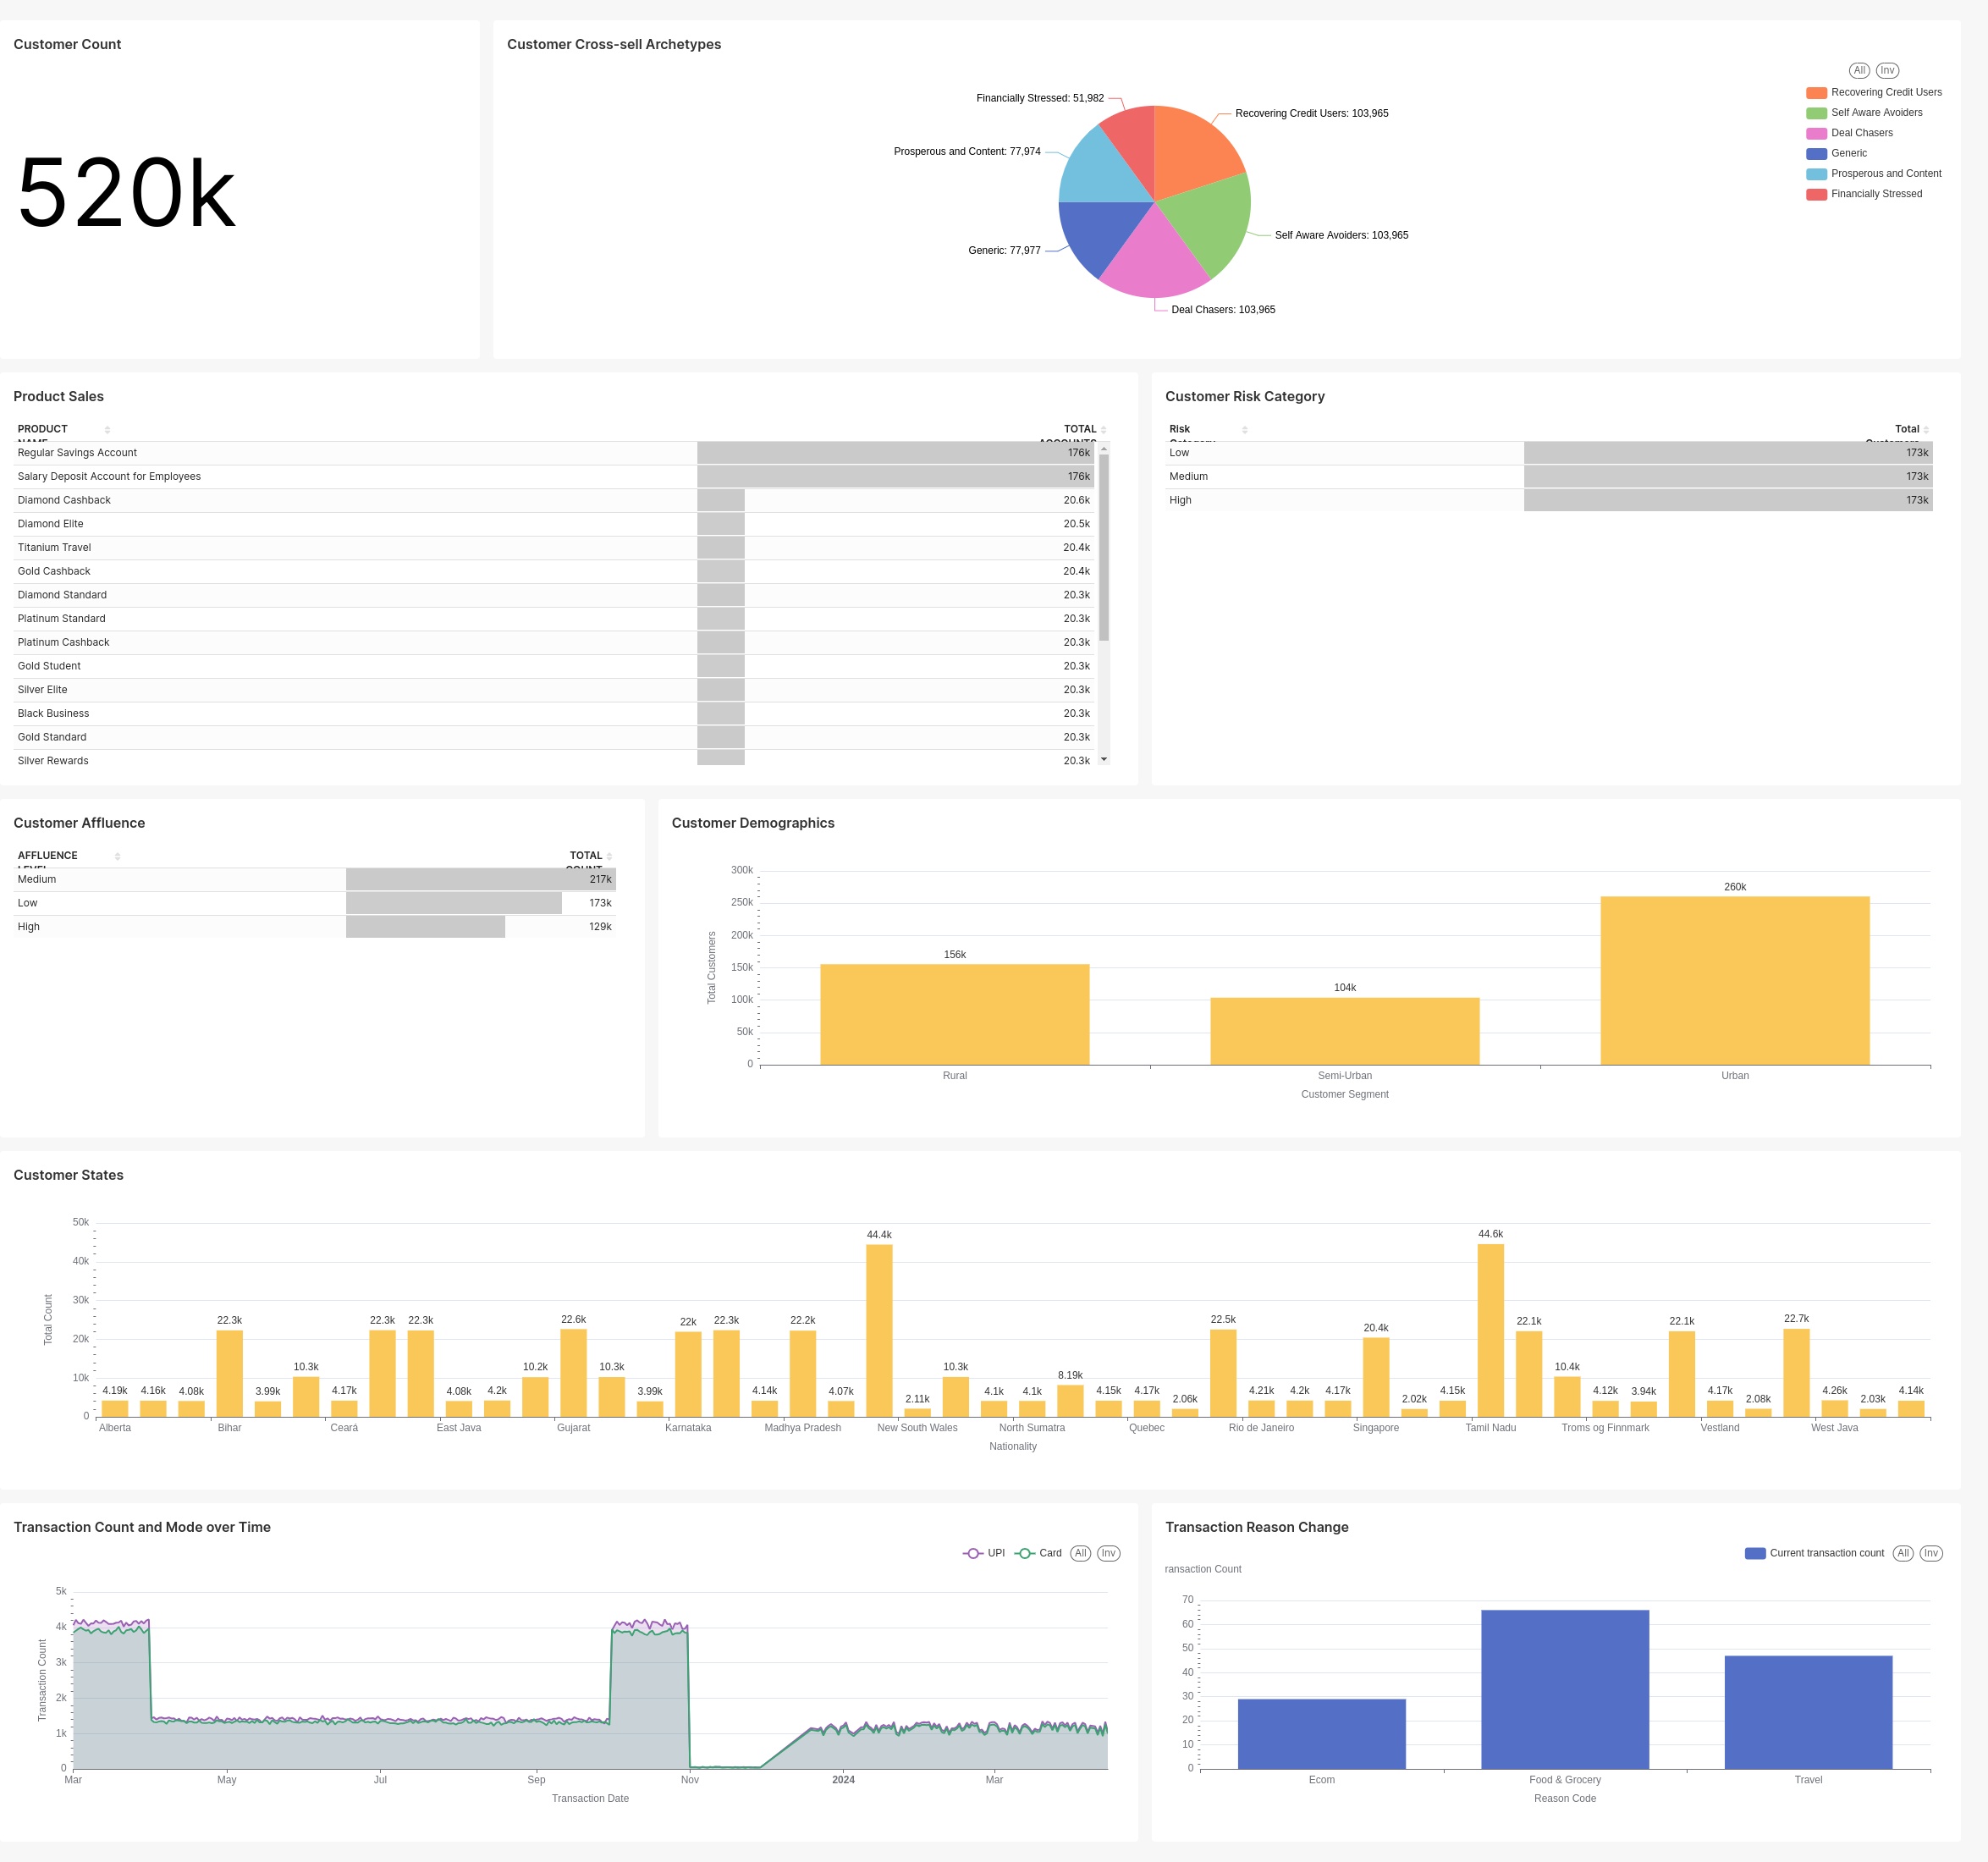 Customer Count
520k
Customer Cross-sell Archetypes
All Inv
Recovering Credit Users
Self Aware Avoiders
Deal Chasers
Generic
Prosperous and Content
Financially Stressed
Financially Stressed: 51,982
Recovering Credit Users: 103,965
Prosperous and Content: 77,974
Self Aware Avoiders: 103,965
Generic: 77,977
Deal Chasers: 103,965
Product Sales
PRODUCT NAME TOTAL ACCOUNTS
Regular Savings Account 176k
Salary Deposit Account for Employees 176k
Diamond Cashback 20.6k
Diamond Elite 20.5k
Titanium Travel 20.4k
Gold Cashback 20.4k
Diamond Standard 20.3k
Platinum Standard 20.3k
Platinum Cashback 20.3k
Gold Student 20.3k
Silver Elite 20.3k
Black Business 20.3k
Gold Standard 20.3k
Silver Rewards 20.3k
Customer Risk Category
Risk Category Total Customers
Low 173k
Medium 173k
High 173k
Customer Affluence
AFFLUENCE LEVEL TOTAL COUNT
Medium 217k
Low 173k
High 129k
Customer Demographics
Total Customers
300k
250k
200k
150k
100k
50k
0
156k 104k 260k
Rural Semi-Urban Urban
Customer Segment
Customer States
Total Count
50k
40k
30k
20k
10k
0
4.19k 4.16k 4.08k 22.3k 3.99k 10.3k 4.17k 22.3k 22.3k 4.08k 4.2k 10.2k 22.6k 10.3k 3.99k 22k 22.3k 4.14k 22.2k 4.07k 44.4k 2.11k 10.3k 4.1k 4.1k 8.19k 4.15k 4.17k 2.06k 22.5k 4.21k 4.2k 4.17k 20.4k 2.02k 4.15k 44.6k 22.1k 10.4k 4.12k 3.94k 22.1k 4.17k 2.08k 22.7k 4.26k 2.03k 4.14k
Alberta Bihar Ceará East Java Gujarat Karnataka Madhya Pradesh New South Wales North Sumatra Quebec Rio de Janeiro Singapore Tamil Nadu Troms og Finnmark Vestland West Java
Nationality
Transaction Count and Mode over Time
UPI Card All Inv
Transaction Count
5k
4k
3k
2k
1k
0
Mar May Jul Sep Nov 2024 Mar
Transaction Date
Transaction Reason Change
Current transaction count All Inv
ransaction Count
70
60
50
40
30
20
10
0
Ecom Food & Grocery Travel
Reason Code